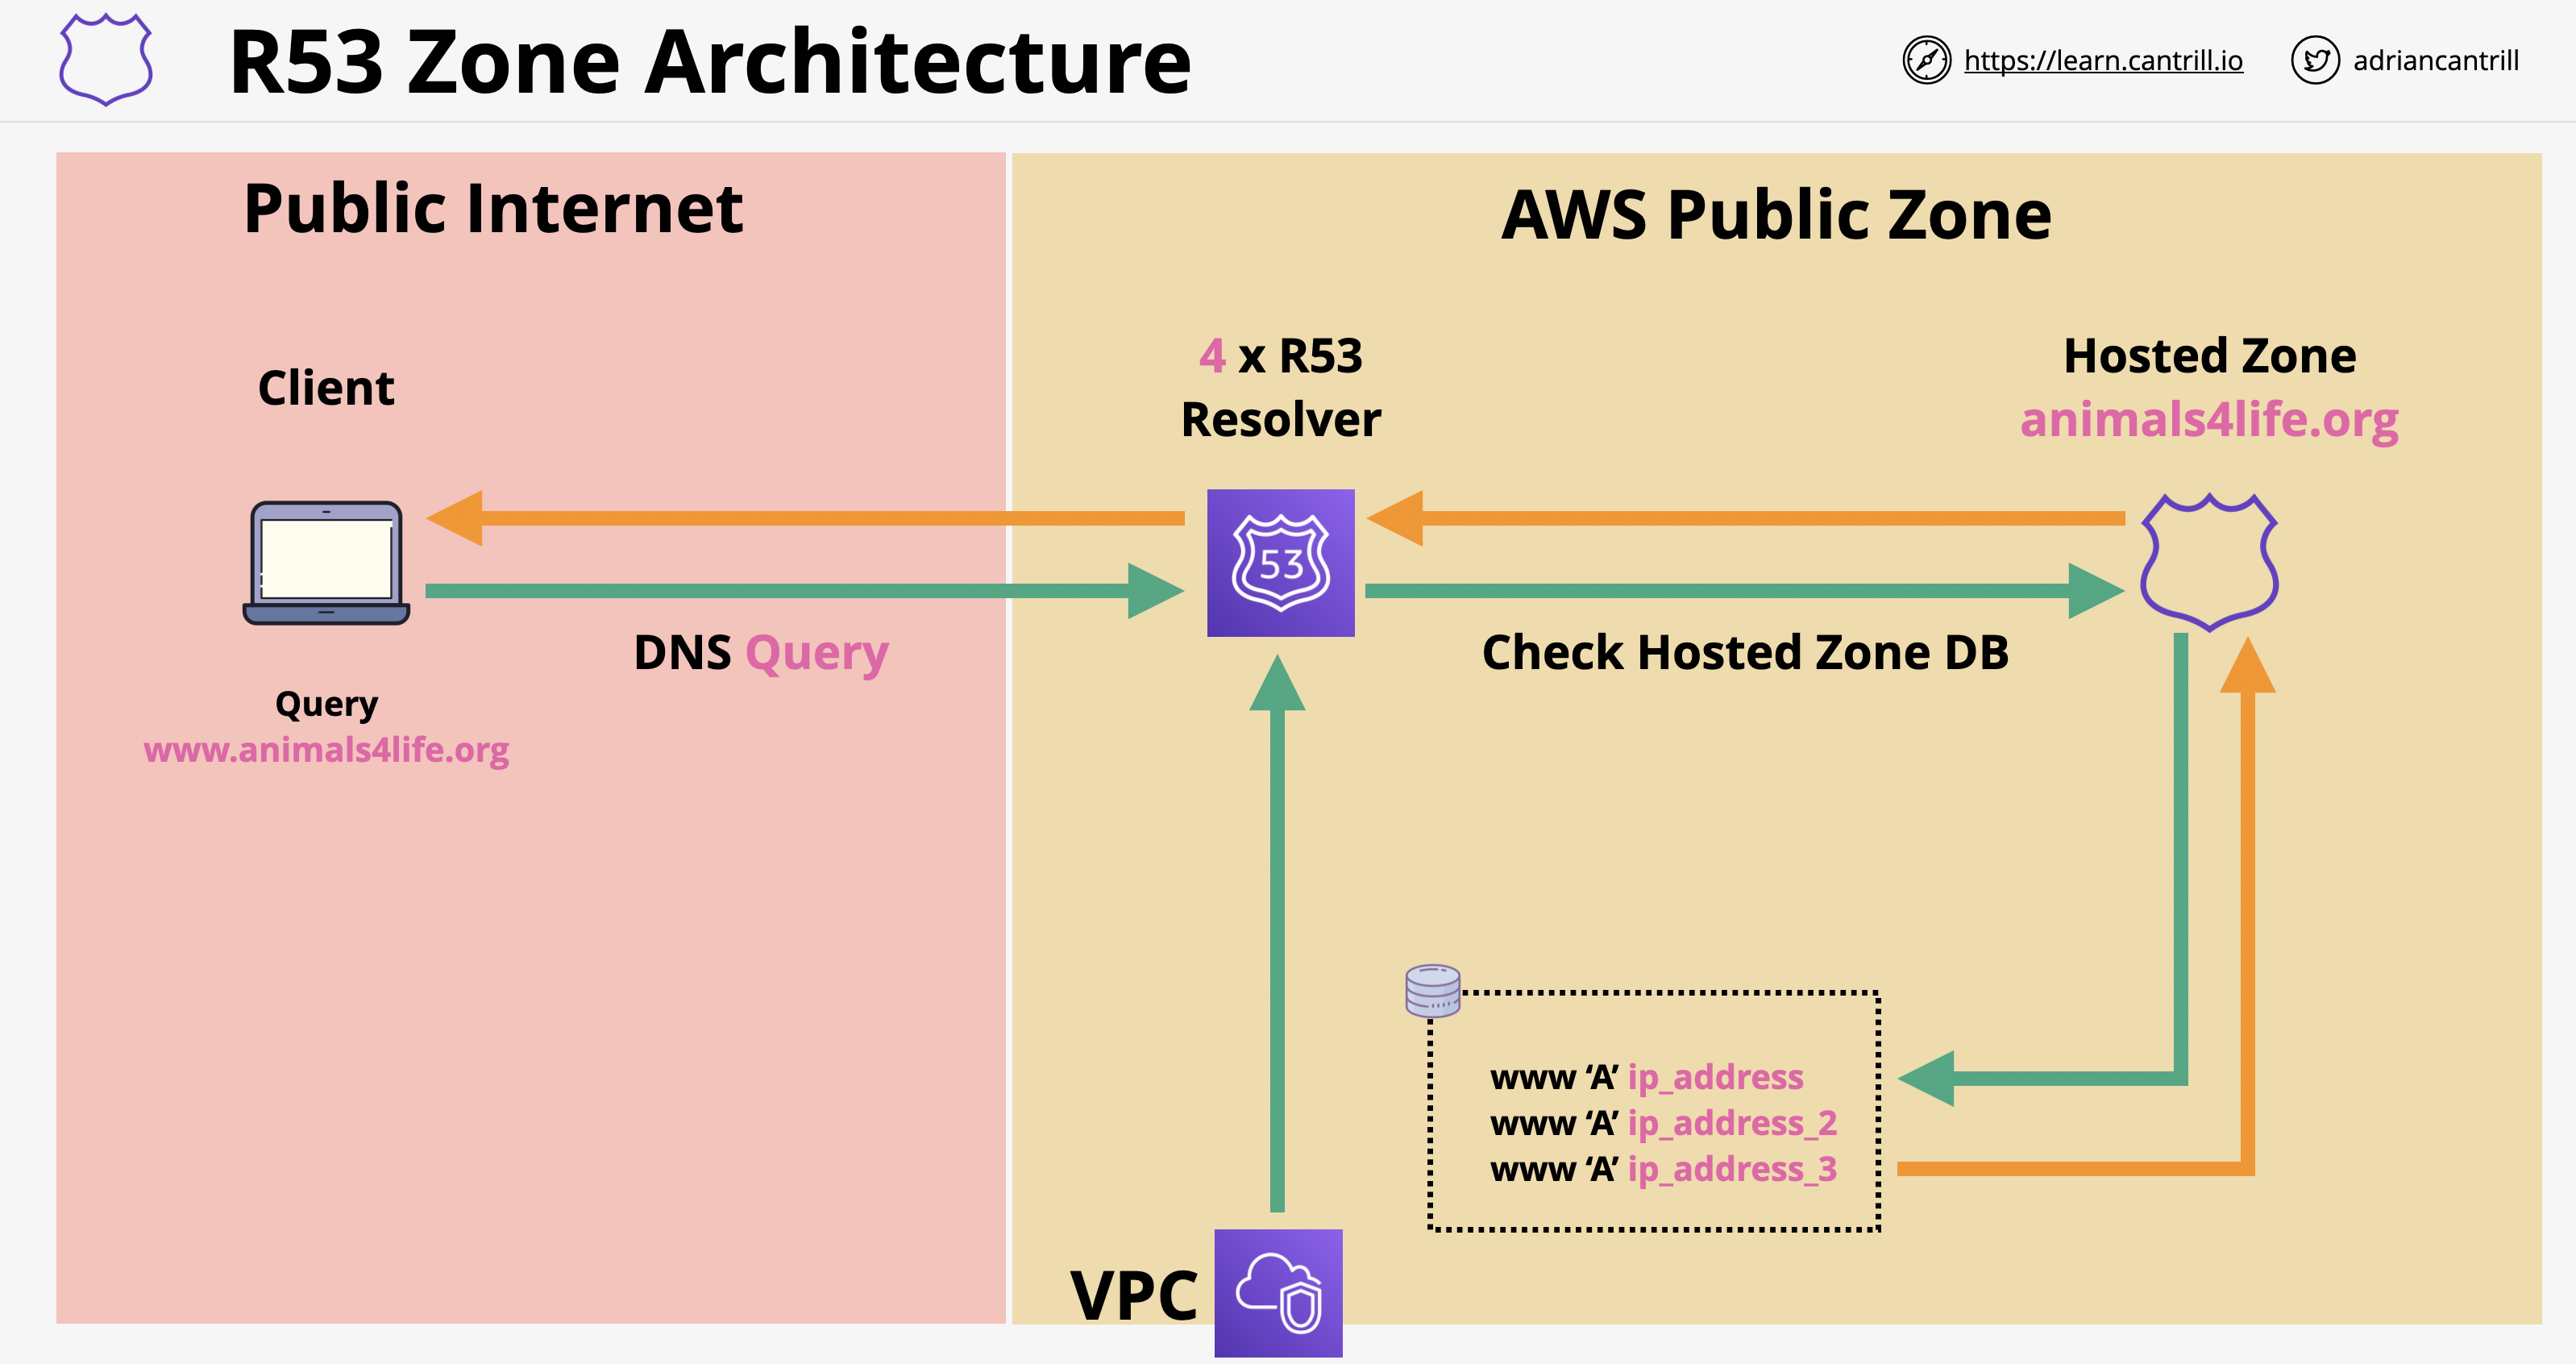 R53 Zone Architecture
https://learn.cantrill.io
adriancantrill
Public Internet
AWS Public Zone
Client
4 x R53
Resolver
Hosted Zone
animals4life.org
53
DNS Query
Check Hosted Zone DB
Query
www.animals4life.org
www ‘A’ ip_address
www ‘A’ ip_address_2
www ‘A’ ip_address_3
VPC